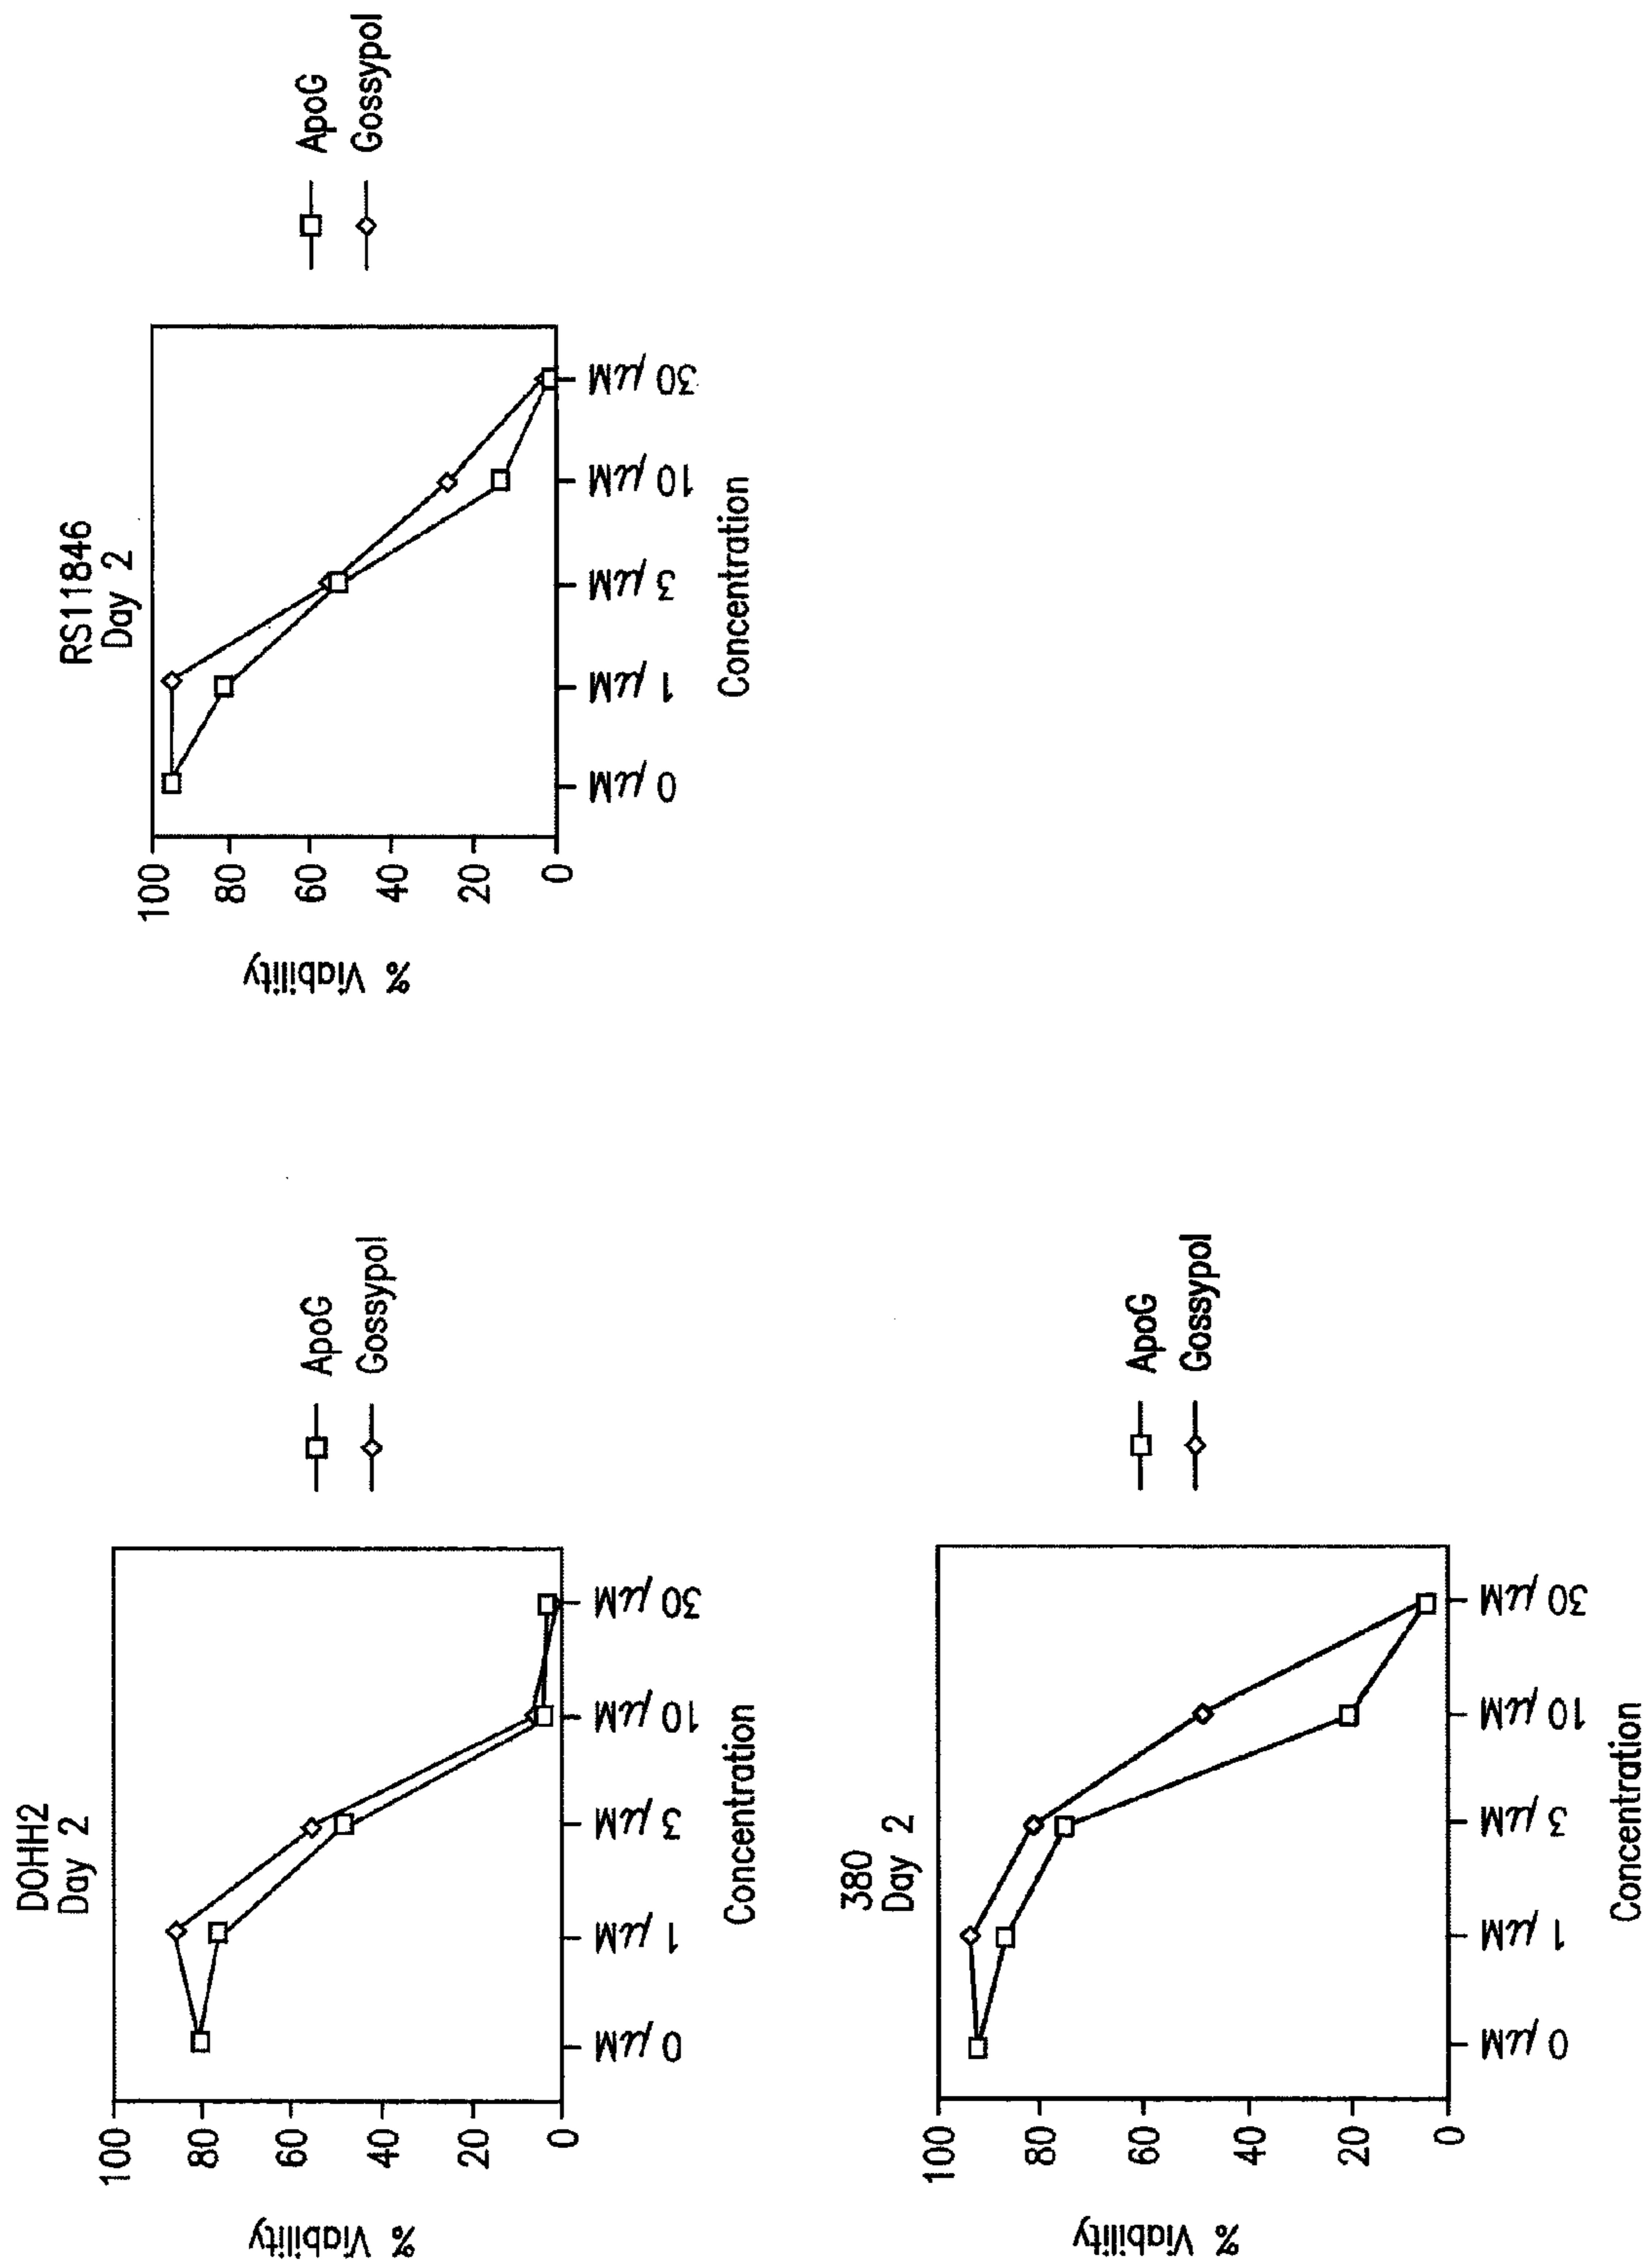 DOHH2
Day 2
% Viability
100
80
60
40
20
0
0 μM
1 μM
3 μM
10 μM
30 μM
Concentration
ApoG
Gossypol
RS11846
Day 2
% Viability
100
80
60
40
20
0
0 μM
1 μM
3 μM
10 μM
30 μM
Concentration
ApoG
Gossypol
380
Day 2
% Viability
100
80
60
40
20
0
0 μM
1 μM
3 μM
10 μM
30 μM
Concentration
ApoG
Gossypol